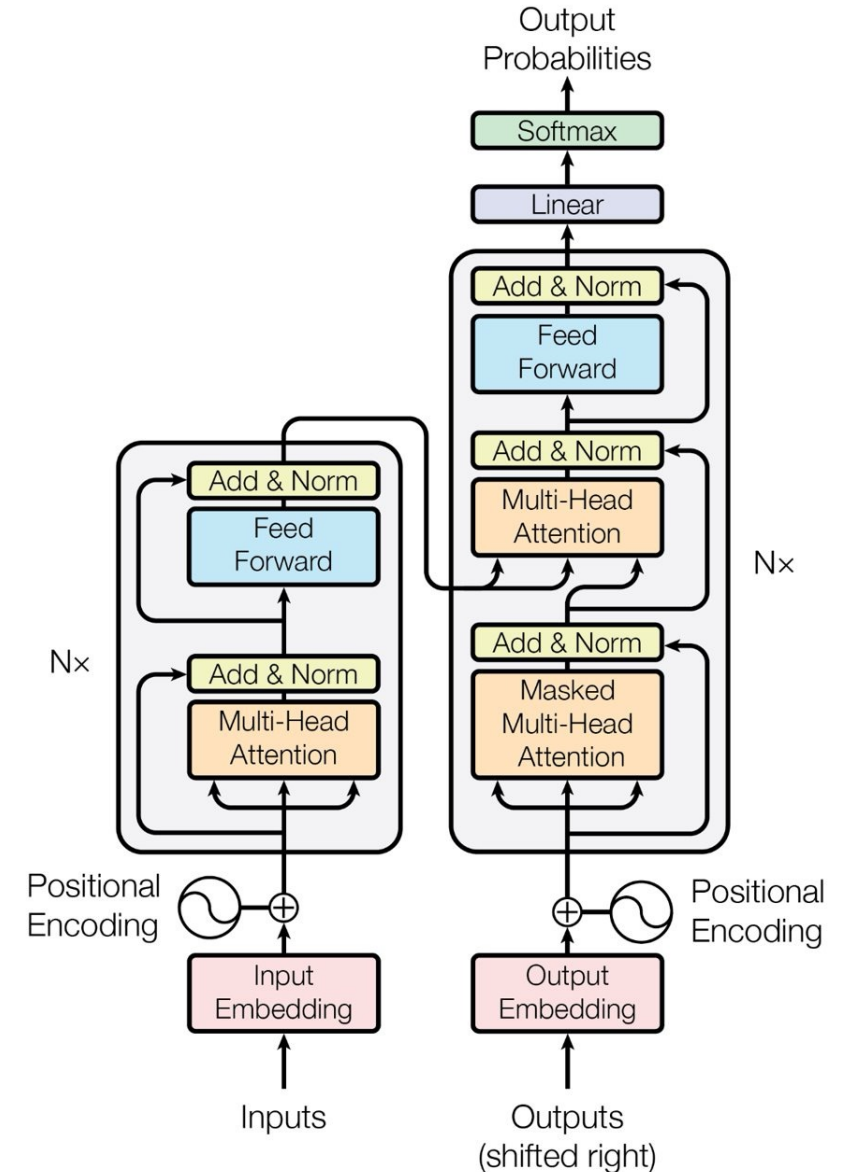 Output
Probabilities
Softmax
Linear
Add & Norm
Feed
Forward
Add & Norm
Multi-Head
Attention
Add & Norm
Masked
Multi-Head
Attention
Nx
Add & Norm
Feed
Forward
Add & Norm
Multi-Head
Attention
Nx
Positional
Encoding
Positional
Encoding
Input
Embedding
Output
Embedding
Inputs
Outputs
(shifted right)